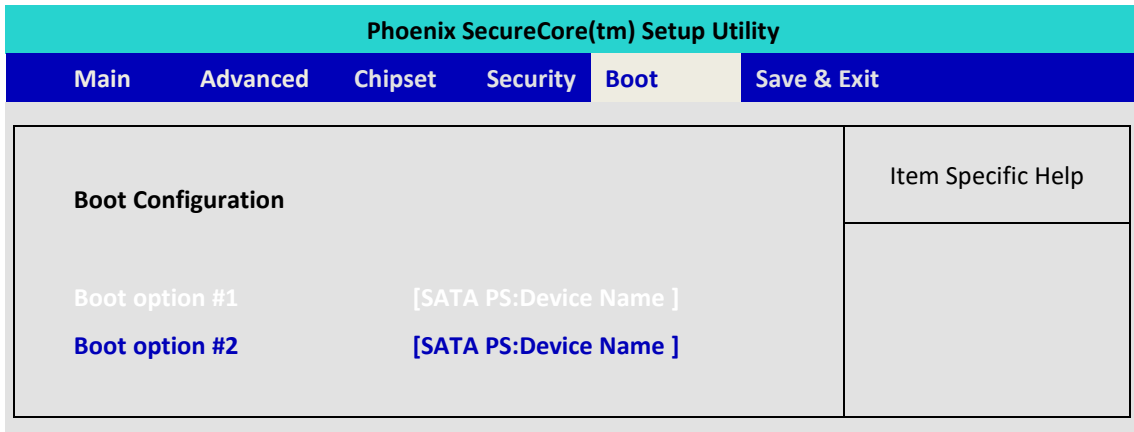 Phoenix SecureCore(tm) Setup Utility
Main Advanced Chipset Security Boot Save & Exit
Boot Configuration
Item Specific Help
Boot option #1 [SATA PS:Device Name ]
Boot option #2 [SATA PS:Device Name ]